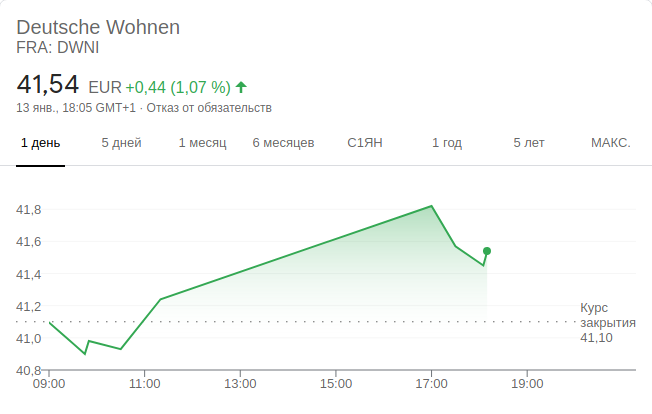 Deutsche Wohnen
FRA: DWNI
41,54 EUR +0,44 (1,07 %)
13 янв., 18:05 GMT+1 · Отказ от обязательств
1 день 5 дней 1 месяц 6 месяцев С1ЯН 1 год 5 лет МАКС.
41,8
41,6
41,4
41,2
41,0
40,8
Курс
закрытия
41,10
09:00 11:00 13:00 15:00 17:00 19:00